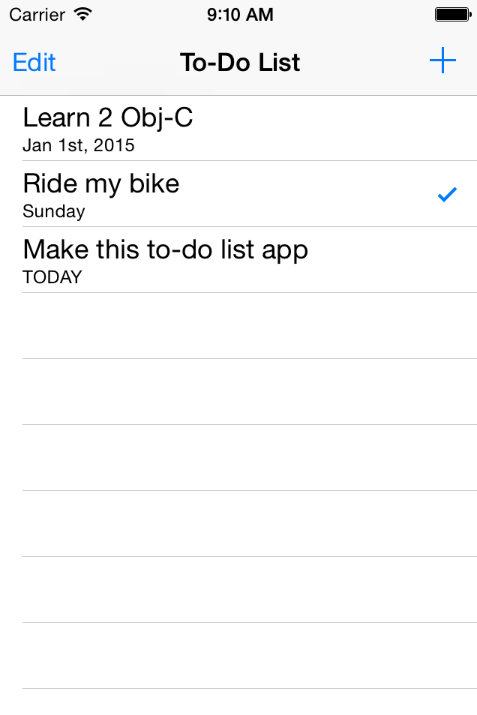 Carrier 9:10 AM
Edit To-Do List
Learn 2 Obj-C
Jan 1st, 2015
Ride my bike
Sunday
Make this to-do list app
TODAY